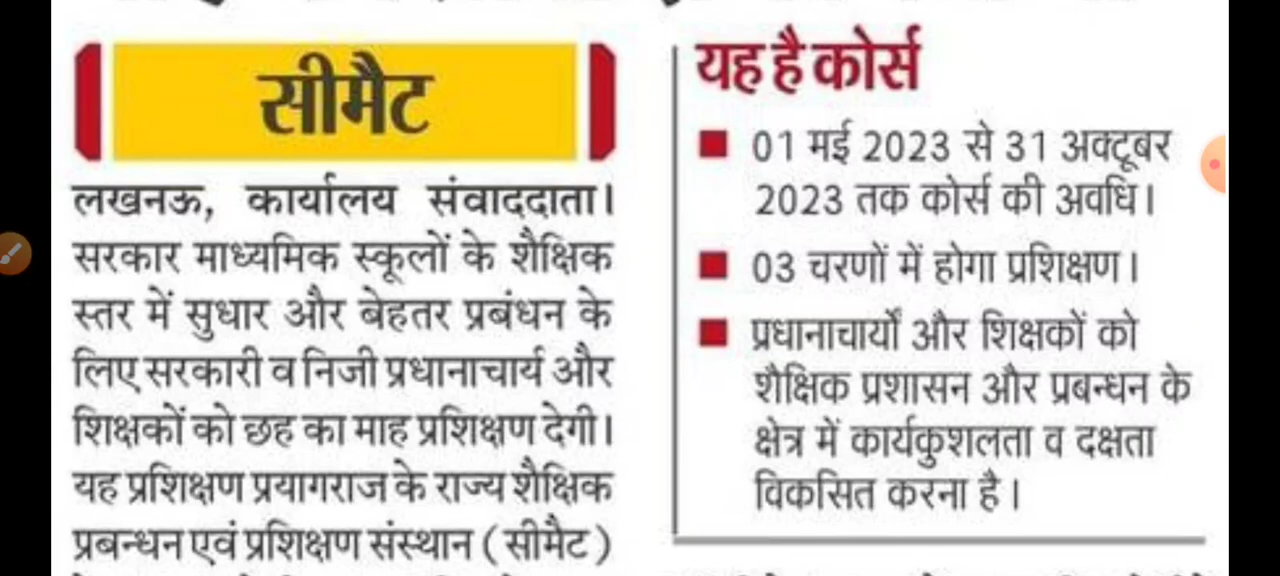 सीमैट
लखनऊ, कार्यालय संवाददाता।
सरकार माध्यमिक स्कूलों के शैक्षिक
स्तर में सुधार और बेहतर प्रबंधन के
लिए सरकारी व निजी प्रधानाचार्य और
शिक्षकों को छह का माह प्रशिक्षण देगी।
यह प्रशिक्षण प्रयागराज के राज्य शैक्षिक
प्रबन्धन एवं प्रशिक्षण संस्थान (सीमैट)
यह है कोर्स
01 मई 2023 से 31 अक्टूबर
2023 तक कोर्स की अवधि।
03 चरणों में होगा प्रशिक्षण।
प्रधानाचार्यों और शिक्षकों को
शैक्षिक प्रशासन और प्रबन्धन के
क्षेत्र में कार्यकुशलता व दक्षता
विकसित करना है।